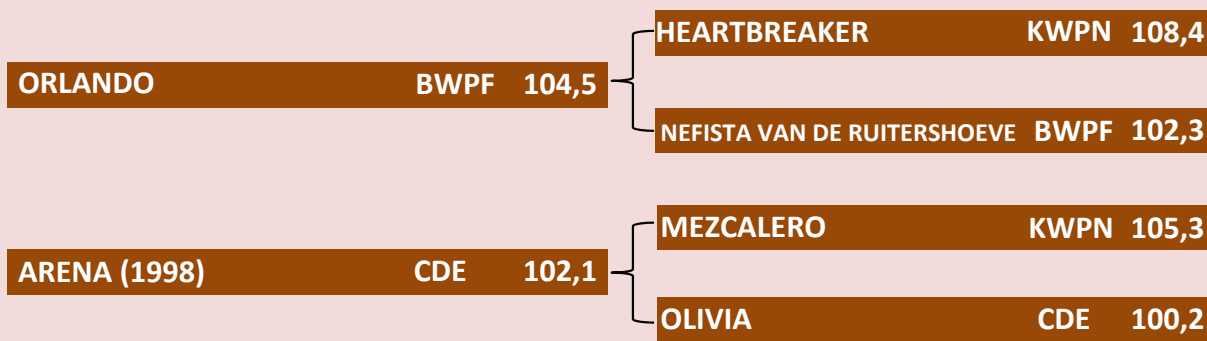 HEARTBREAKER KWPN 108,4
ORLANDO BWPF 104,5
NEFISTA VAN DE RUITERSHOEVE BWPF 102,3
MEZCALERO KWPN 105,3
ARENA (1998) CDE 102,1
OLIVIA CDE 100,2